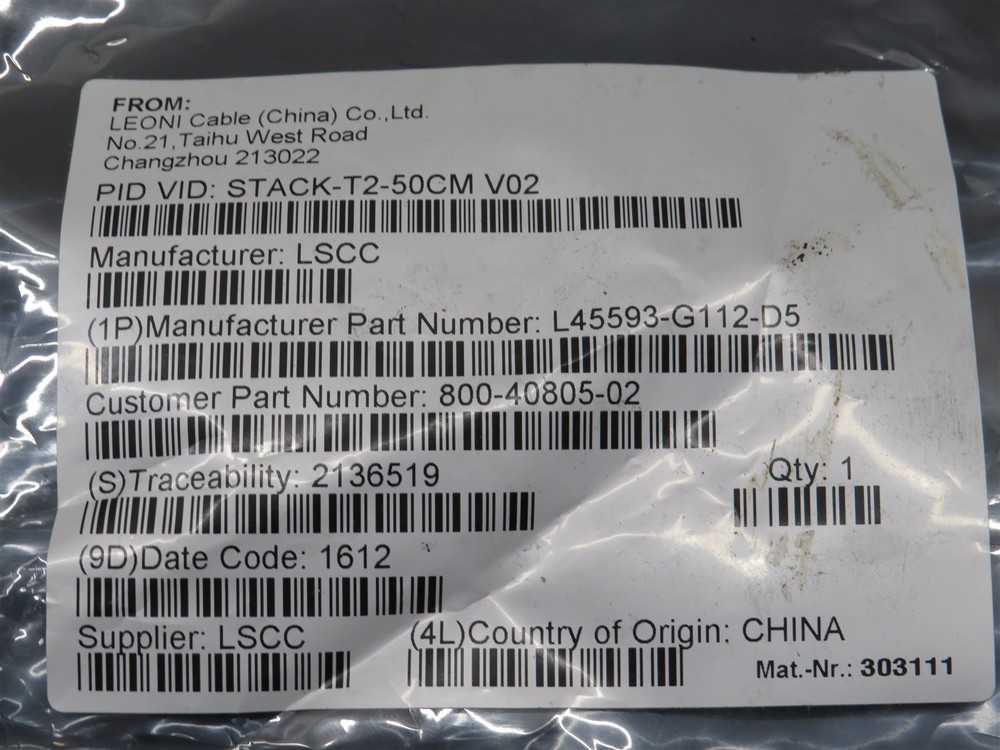 FROM:
LEONI Cable (China) Co.,Ltd.
No.21,Taihu West Road
Changzhou 213022
PID VID: STACK-T2-50CM V02
Manufacturer: LSCC
(1P)Manufacturer Part Number: L45593-G112-D5
Customer Part Number: 800-40805-02
(S)Traceability: 2136519 Qty: 1
(9D)Date Code: 1612
Supplier: LSCC (4L)Country of Origin: CHINA
Mat.-Nr.: 303111